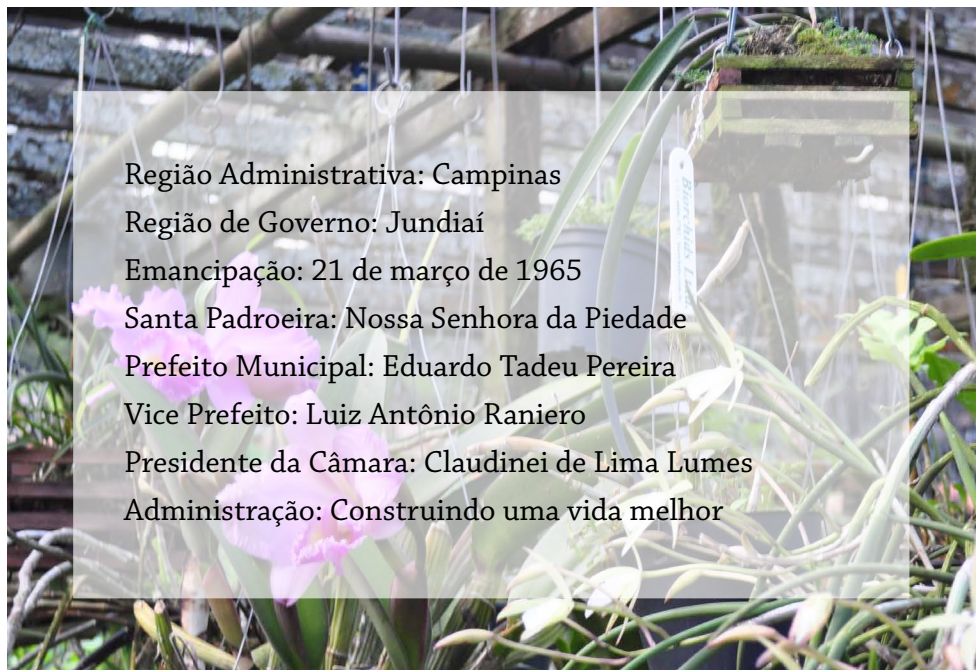 Região Administrativa: Campinas
Região de Governo: Jundiaí
Emancipação: 21 de março de 1965
Santa Padroeira: Nossa Senhora da Piedade
Prefeito Municipal: Eduardo Tadeu Pereira
Vice Prefeito: Luiz Antônio Raniero
Presidente da Câmara: Claudinei de Lima Lumes
Administração: Construindo uma vida melhor